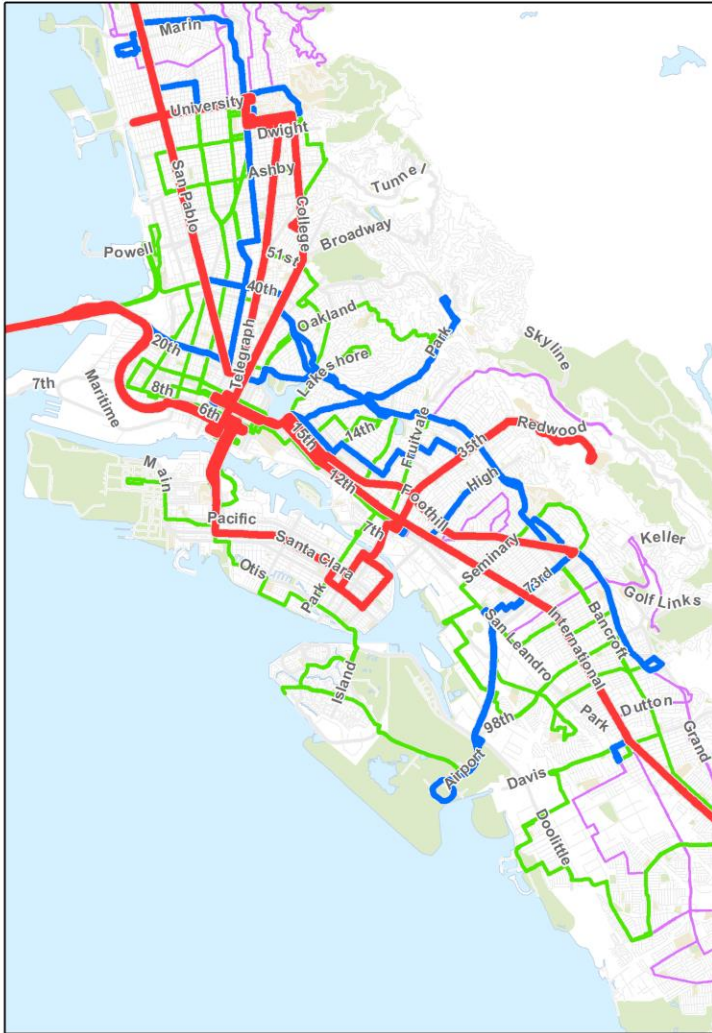 Marin
University
Dwight
Ashby
San Pablo
College
Tunnel
Broadway
Powell
51st
40th
Oakland
Telegraph
Lakeshore
Park
Skyline
20th
7th
Maritime
8th
6th
15th
14th
Fruitvale
35th
Redwood
12th
Foothill
High
Main
Pacific
7th
Santa Clara
Seminary
Keller
Otis
Park
73rd
Golf Links
San Leandro
International
Bancroft
Island
98th
Park
Dutton
Grand
Airport
Davis
Doolittle